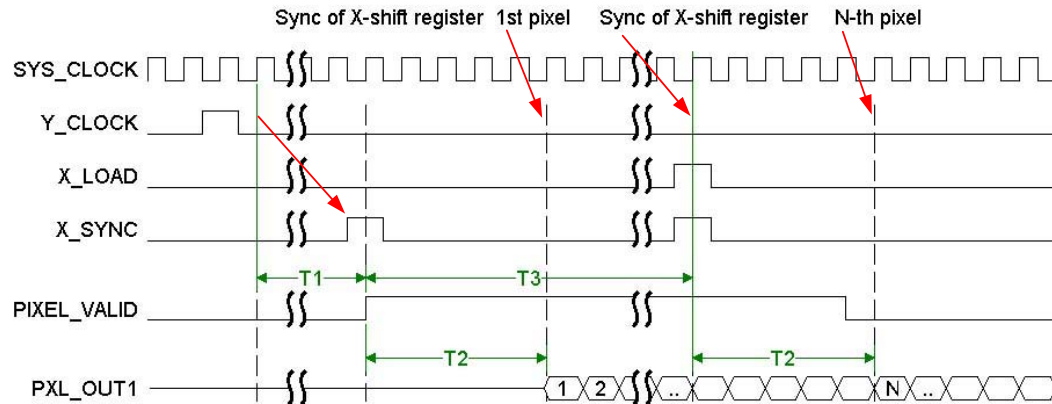 Sync of X-shift register 1st pixel Sync of X-shift register N-th pixel
SYS_CLOCK
Y_CLOCK
X_LOAD
X_SYNC
T1 T3
PIXEL_VALID
T2 T2
PXL_OUT1 1 2 .. N ..